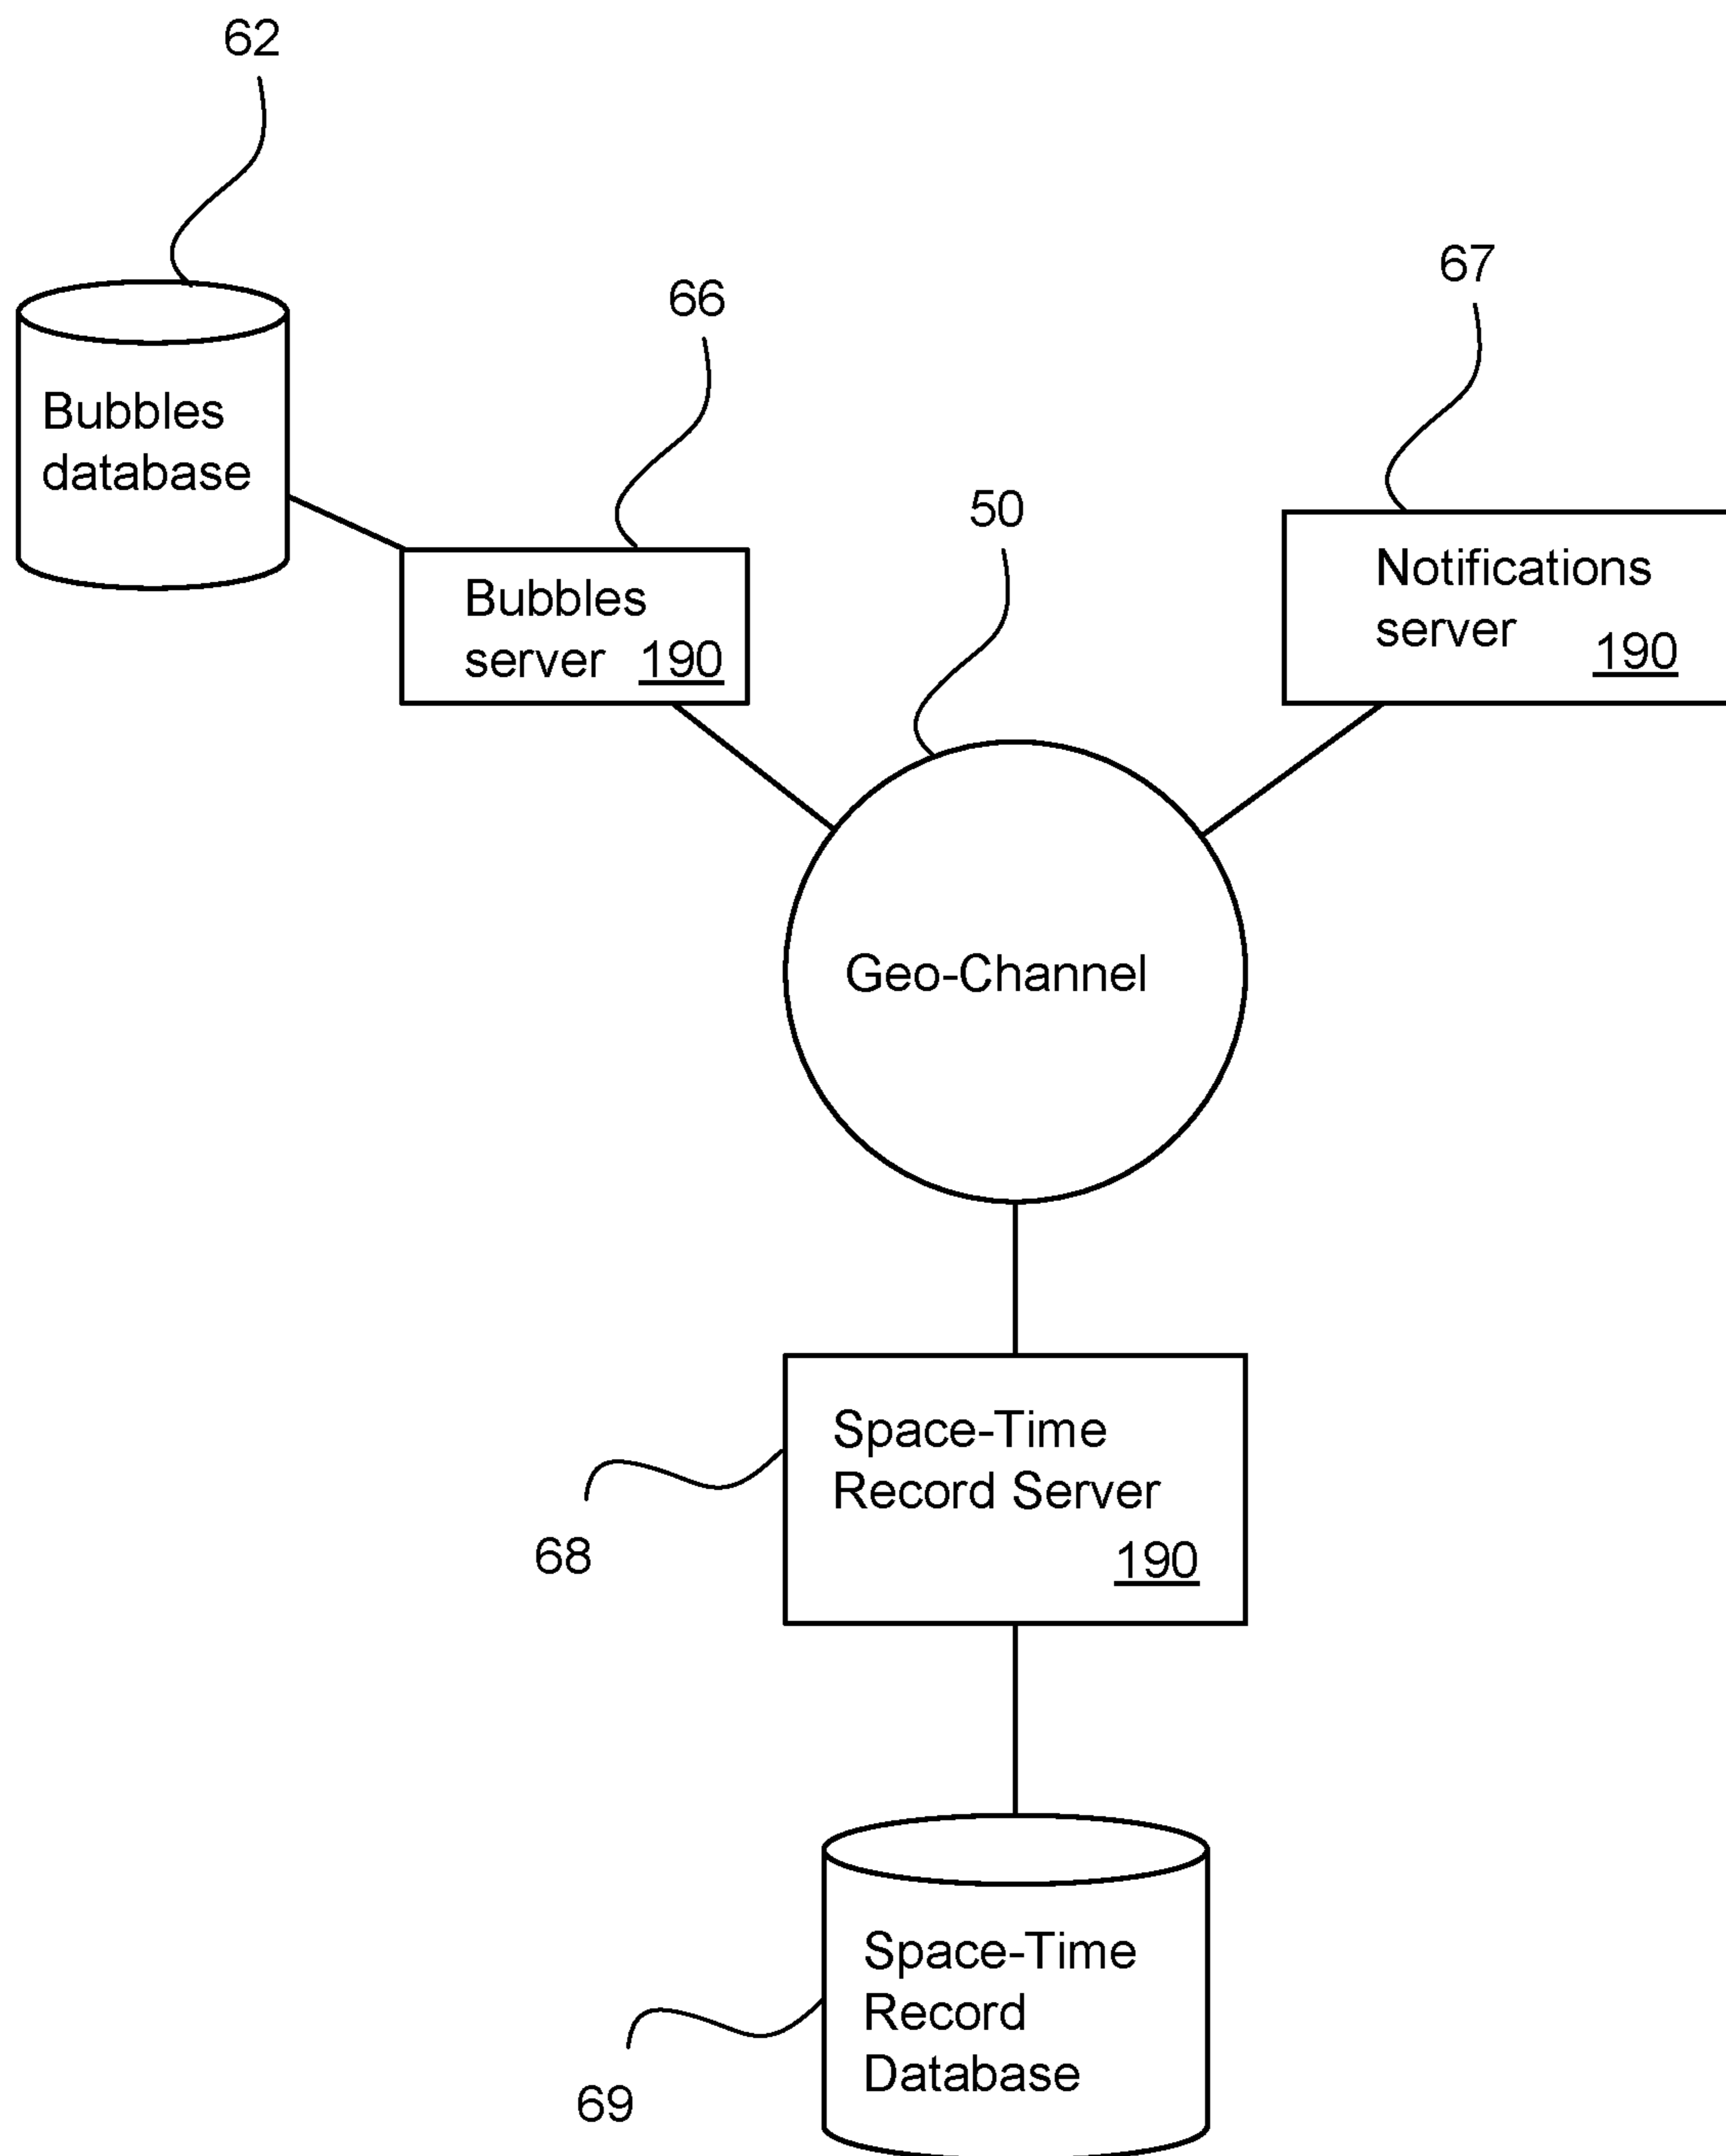 62
67
66
Bubbles
database
50
Notifications
server 190
Bubbles
server 190
Geo-Channel
Space-Time
Record Server
190
68
Space-Time
Record
Database
69